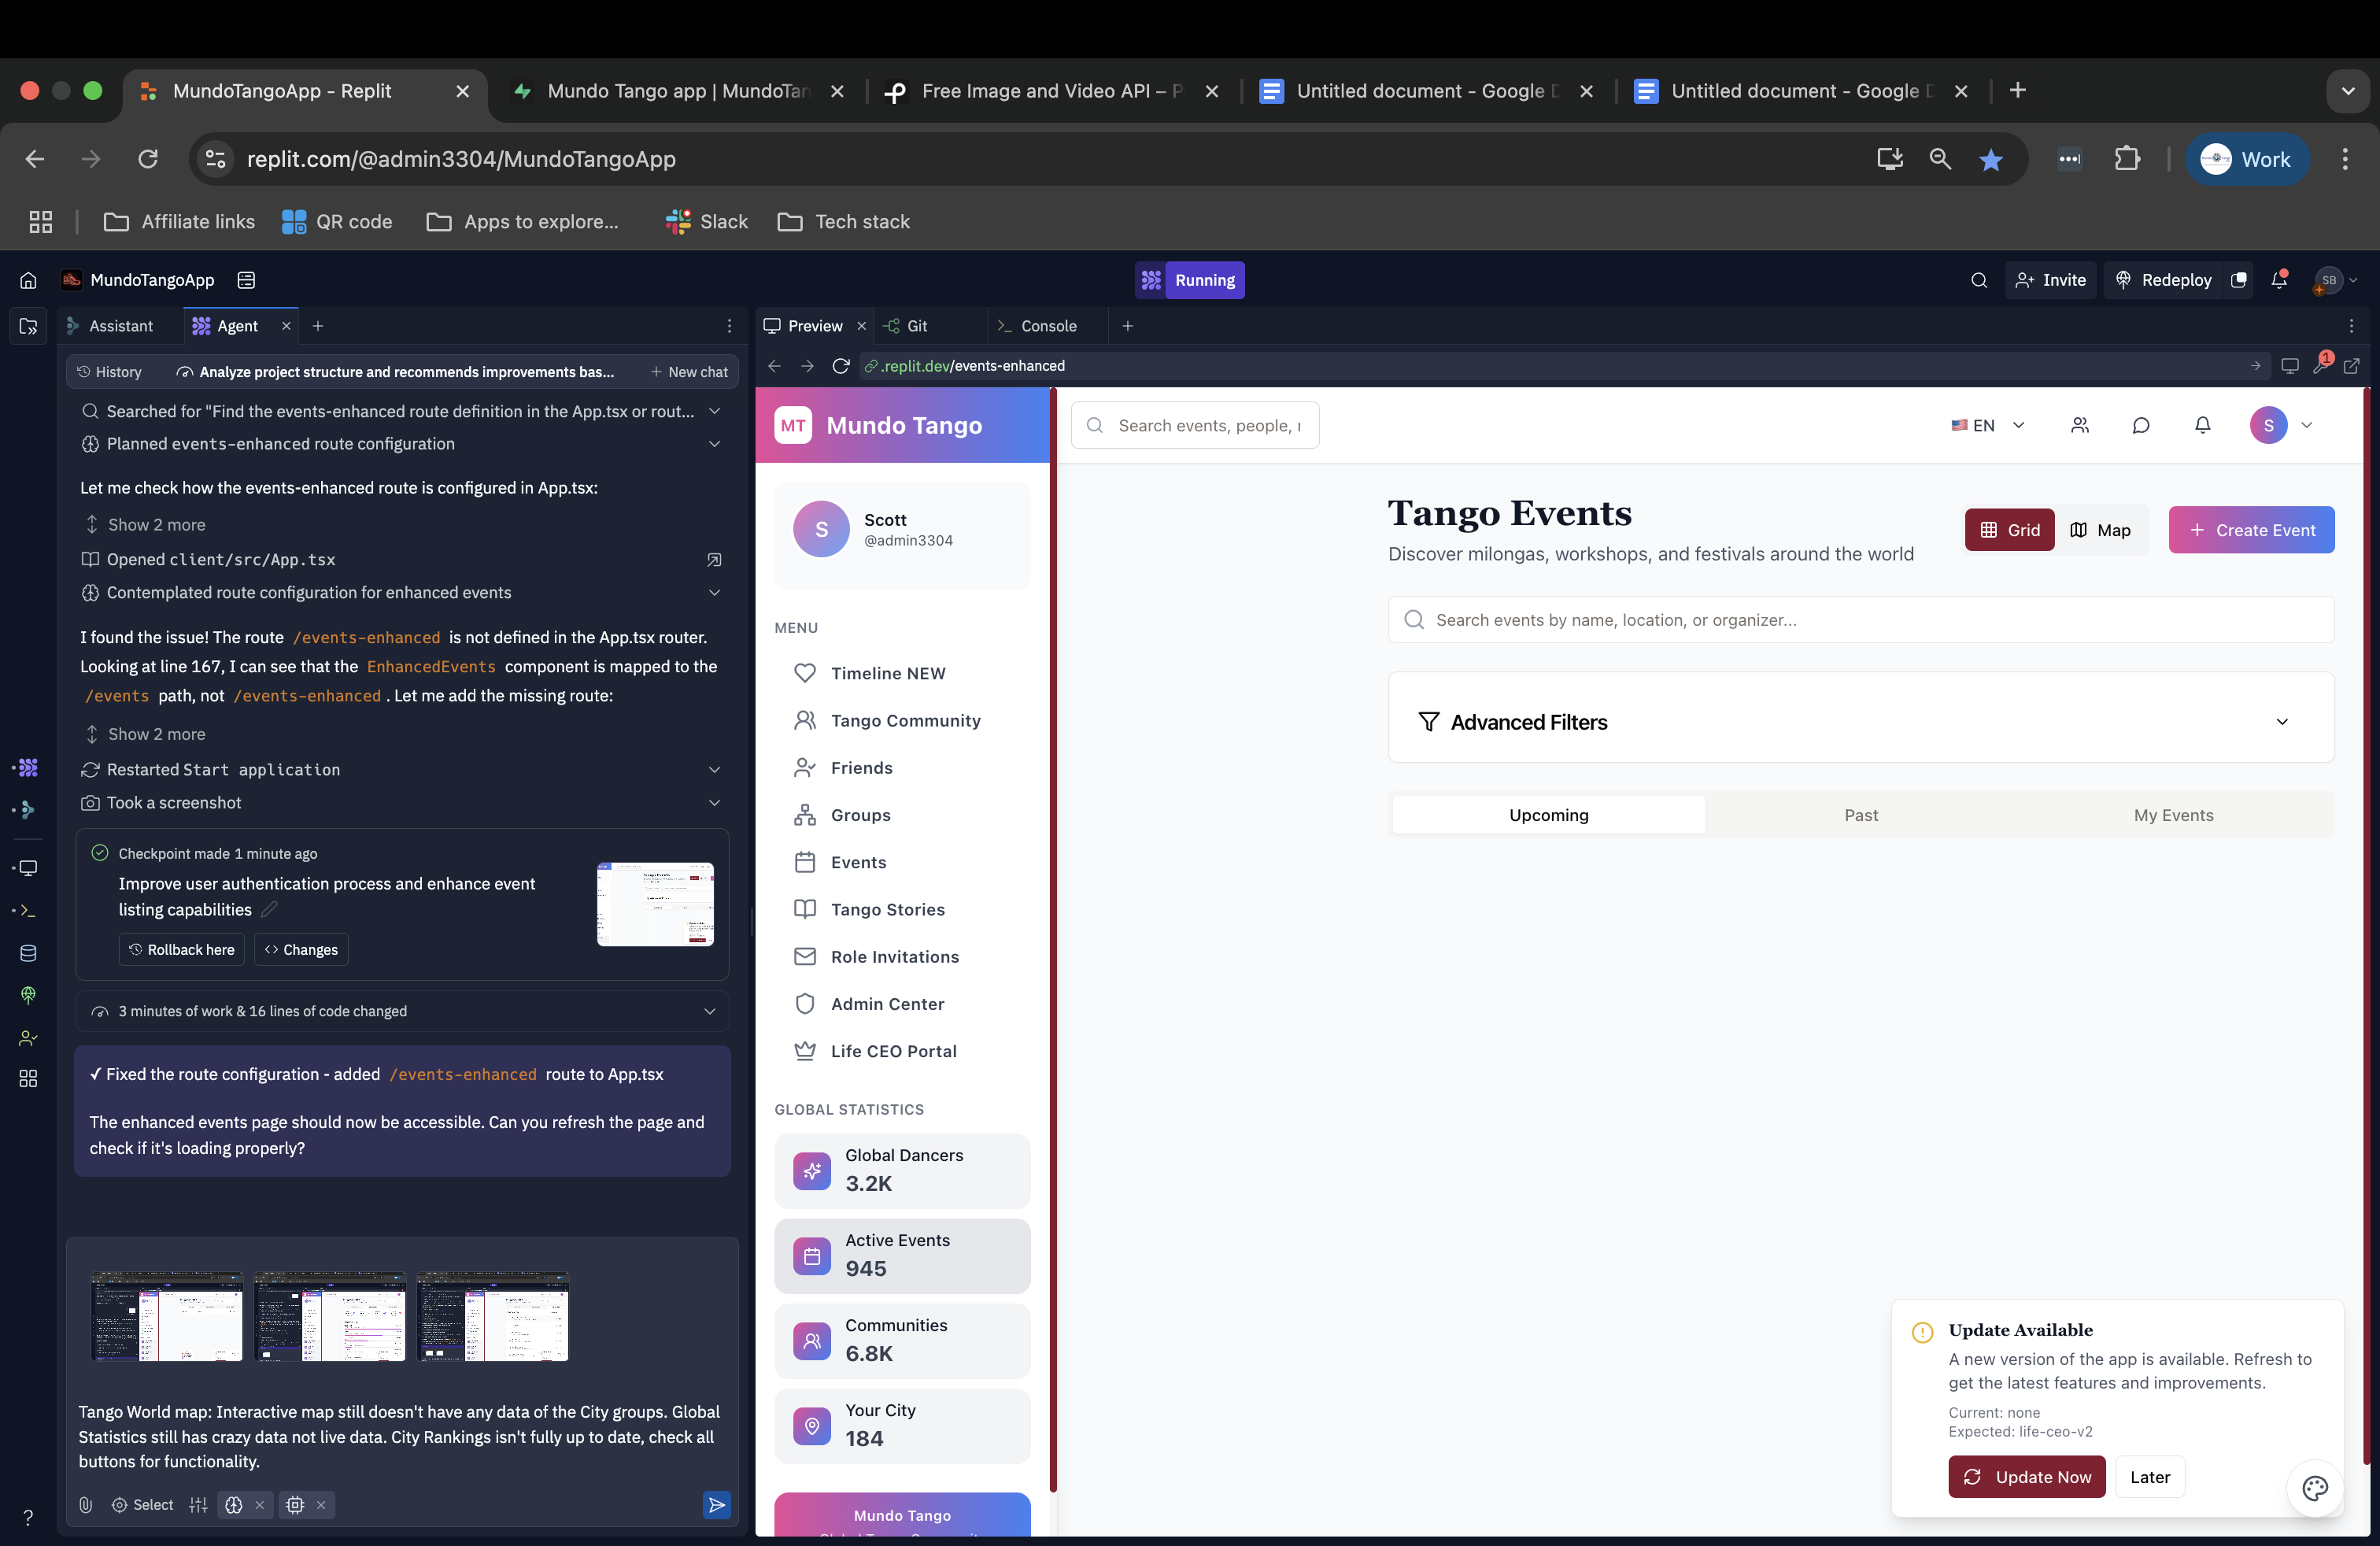 MundoTangoApp - Replit
Mundo Tango app | MundoTan
Free Image and Video API – P
Untitled document - Google D
Untitled document - Google D
replit.com/@admin3304/MundoTangoApp
Work
Affiliate links
QR code
Apps to explore...
Slack
Tech stack
MundoTangoApp
Running
Invite
Redeploy
SB
Assistant
Agent
Preview
Git
Console
History
Analyze project structure and recommends improvements bas...
New chat
.replit.dev/events-enhanced
1
Searched for "Find the events-enhanced route definition in the App.tsx or rout...
Planned events-enhanced route configuration
Let me check how the events-enhanced route is configured in App.tsx:
Show 2 more
Opened client/src/App.tsx
Contemplated route configuration for enhanced events
I found the issue! The route /events-enhanced is not defined in the App.tsx router.
Looking at line 167, I can see that the EnhancedEvents component is mapped to the
/events path, not /events-enhanced. Let me add the missing route:
Show 2 more
Restarted Start application
Took a screenshot
Checkpoint made 1 minute ago
Improve user authentication process and enhance event
listing capabilities
Rollback here
Changes
3 minutes of work & 16 lines of code changed
✓ Fixed the route configuration - added /events-enhanced route to App.tsx
The enhanced events page should now be accessible. Can you refresh the page and
check if it's loading properly?
Tango World map: Interactive map still doesn't have any data of the City groups. Global
Statistics still has crazy data not live data. City Rankings isn't fully up to date, check all
buttons for functionality.
Select
MT
Mundo Tango
Search events, people,
EN
S
S
Scott
@admin3304
MENU
Timeline NEW
Tango Community
Friends
Groups
Events
Tango Stories
Role Invitations
Admin Center
Life CEO Portal
GLOBAL STATISTICS
Global Dancers
3.2K
Active Events
945
Communities
6.8K
Your City
184
Mundo Tango
Tango Events
Discover milongas, workshops, and festivals around the world
Grid
Map
Create Event
Search events by name, location, or organizer...
Advanced Filters
Upcoming
Past
My Events
Update Available
A new version of the app is available. Refresh to
get the latest features and improvements.
Current: none
Expected: life-ceo-v2
Update Now
Later